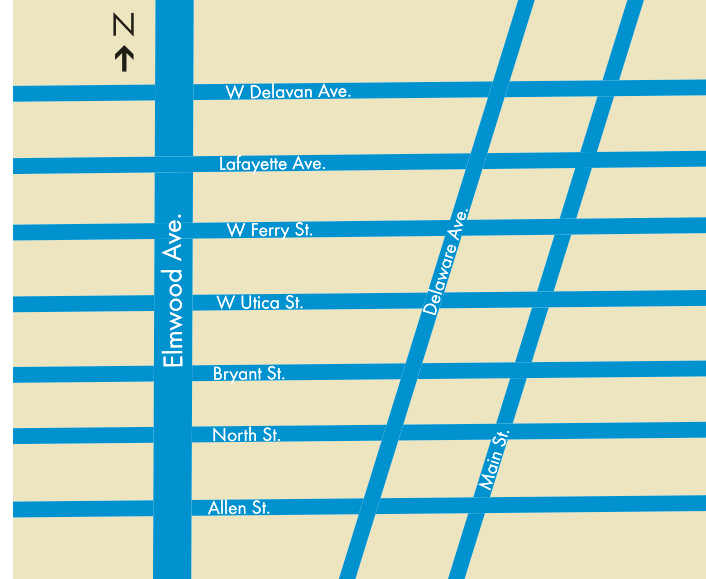 N
W Delavan Ave.
Lafayette Ave.
W Ferry St.
Elmwood Ave.
Delaware Ave.
W Utica St.
Bryant St.
North St.
Main St.
Allen St.